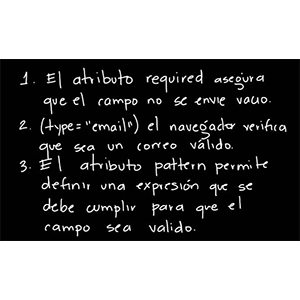 1. El atributo required asegura
que el campo no se envie vacio.
2. (type="email") el navegador verifica
que sea un correo válido.
3. El atributo pattern permite
definir una expresión que se
debe cumplir para que el
campo sea valido.